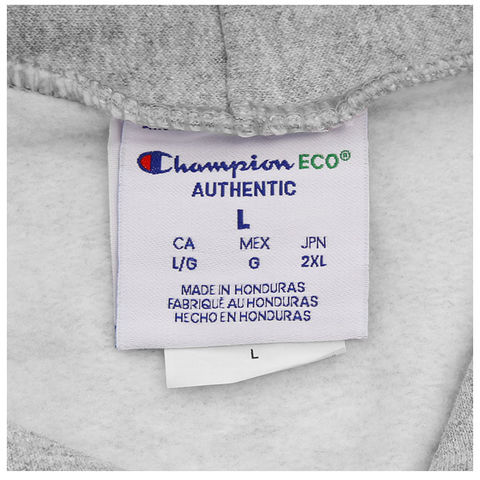 Champion ECO®
AUTHENTIC
L
CA MEX JPN
L/G G 2XL
MADE IN HONDURAS
FABRIQUÉ AU HONDURAS
HECHO EN HONDURAS
L